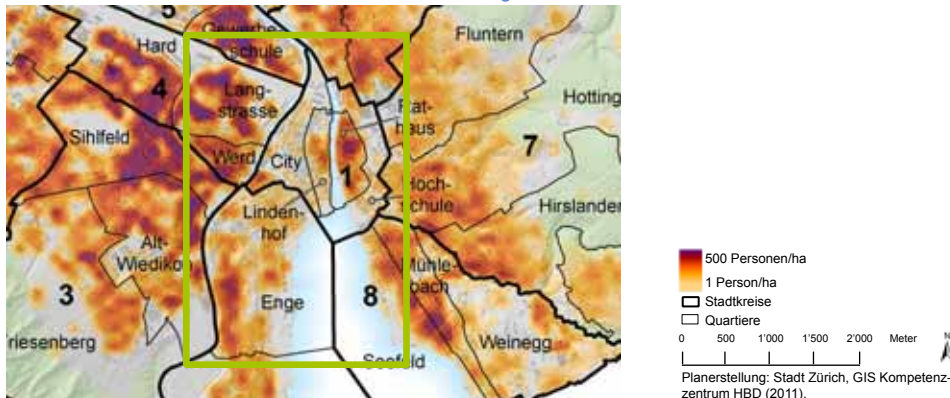 5
Gewerbe-
schule
Fluntern
Hard
4
Lang-
strasse
Rat-
haus
Hotting
7
Sihlfeld
Werd
City
1
Hoch-
schule
Hirslander
Linden-
hof
Alt-
Wiediko
Mühle-
bach
3
Enge
8
riesenberg
Weinegg
Seefeld
500 Personen/ha
1 Person/ha
Stadtkreise
Quartiere
0 500 1'000 1'500 2'000 Meter
Planerstellung: Stadt Zürich, GIS Kompetenz-
zentrum HBD (2011).